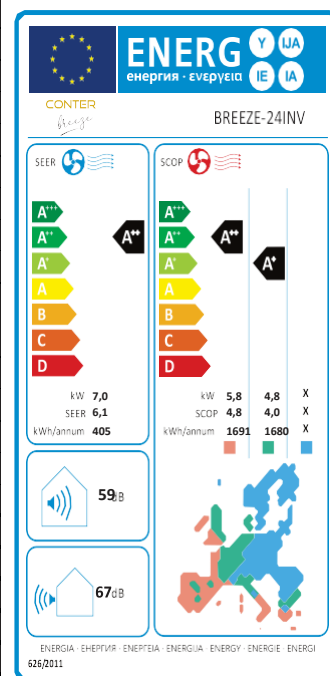 ENERG Y IJA
енергия · ενεργεια IE IA
CONTER
breeze
BREEZE-24INV
SEER
SCOP
A+++
A++
A+
A
B
C
D
A++
A+++
A++
A+
A
B
C
D
A++
A+
kW 7,0
SEER 6,1
kWh/annum 405
kW 5,8 4,8 X
SCOP 4,8 4,0 X
kWh/annum 1691 1680 X
59dB
67dB
ENERGIA · ЕНЕРГИЯ · ΕΝΕΡΓΕΙΑ · ENERGIJA · ENERGY · ENERGIE · ENERGI
626/2011